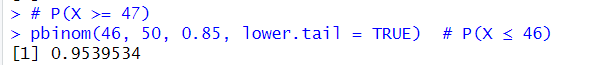 > # P(X >= 47)
> pbinom(46, 50, 0.85, lower.tail = TRUE)  # P(X ≤ 46)
[1] 0.9539534